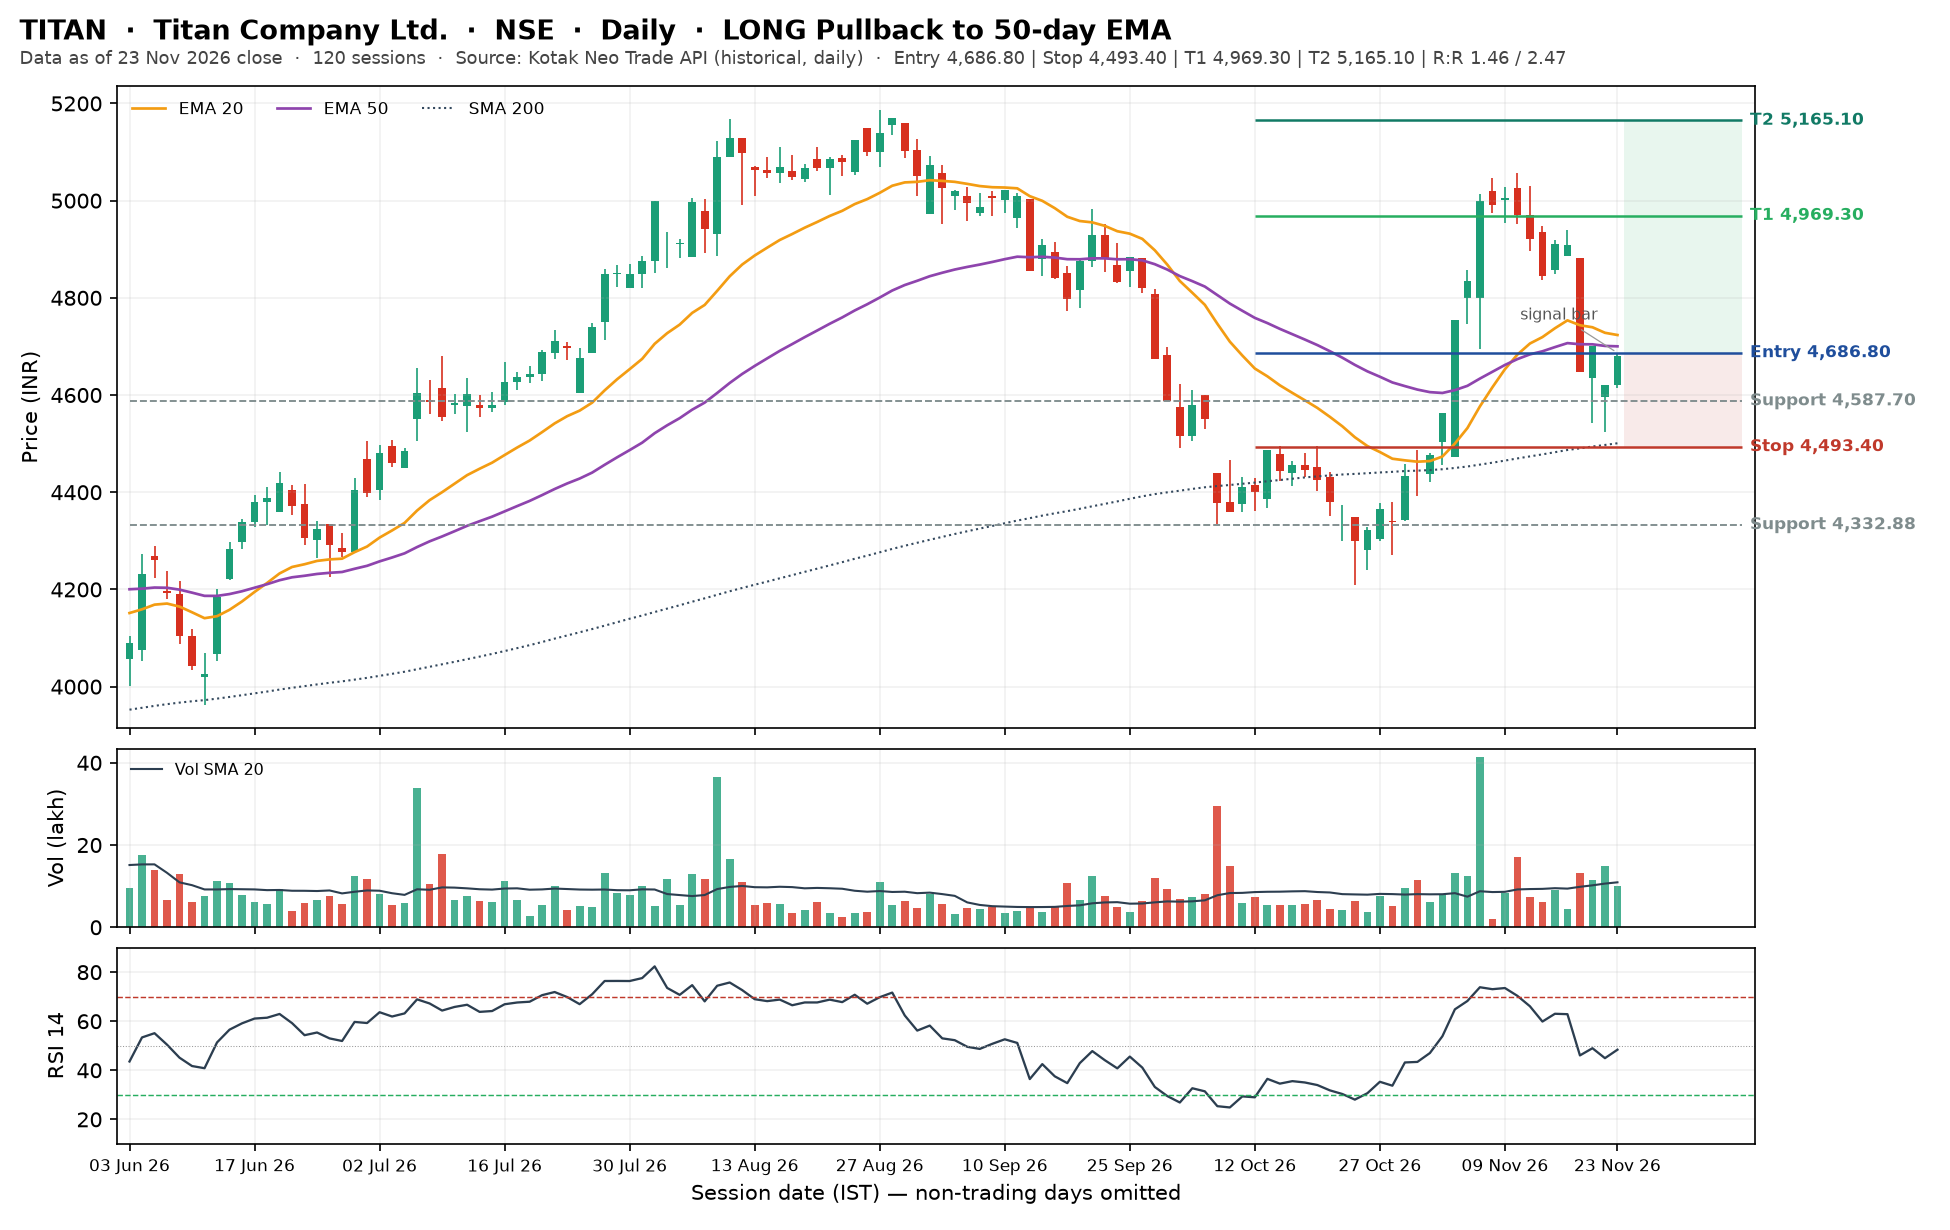 TITAN · Titan Company Ltd. · NSE · Daily · LONG Pullback to 50-day EMA
Data as of 23 Nov 2026 close · 120 sessions · Source: Kotak Neo Trade API (historical, daily) · Entry 4,686.80 | Stop 4,493.40 | T1 4,969.30 | T2 5,165.10 | R:R 1.46 / 2.47
EMA 20 EMA 50 SMA 200
Price (INR)
5200
5000
4800
4600
4400
4200
4000
T2 5,165.10
T1 4,969.30
signal bar
Entry 4,686.80
Support 4,587.70
Stop 4,493.40
Support 4,332.88
Vol SMA 20
Vol (lakh)
40
20
0
RSI 14
80
60
40
20
03 Jun 26 17 Jun 26 02 Jul 26 16 Jul 26 30 Jul 26 13 Aug 26 27 Aug 26 10 Sep 26 25 Sep 26 12 Oct 26 27 Oct 26 09 Nov 26 23 Nov 26
Session date (IST) — non-trading days omitted